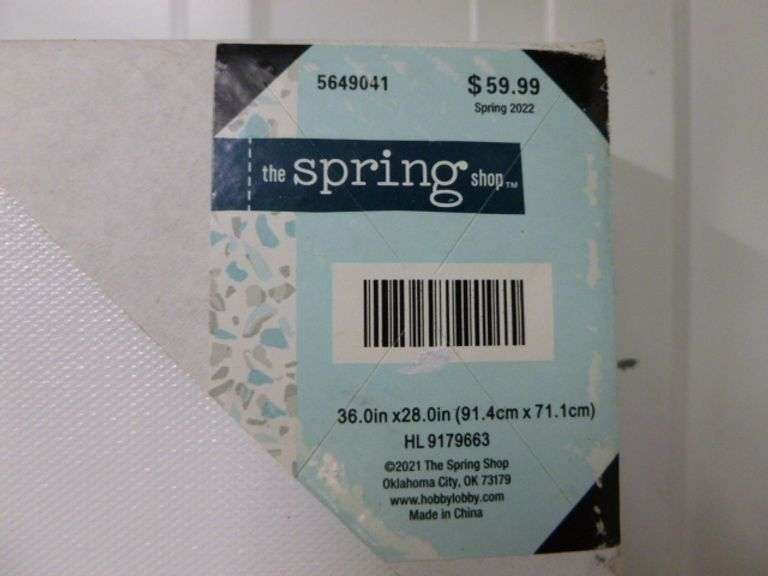 5649041 $59.99
Spring 2022
the spring shop™
36.0in x28.0in (91.4cm x 71.1cm)
HL 9179663
©2021 The Spring Shop
Oklahoma City, OK 73179
www.hobbylobby.com
Made in China